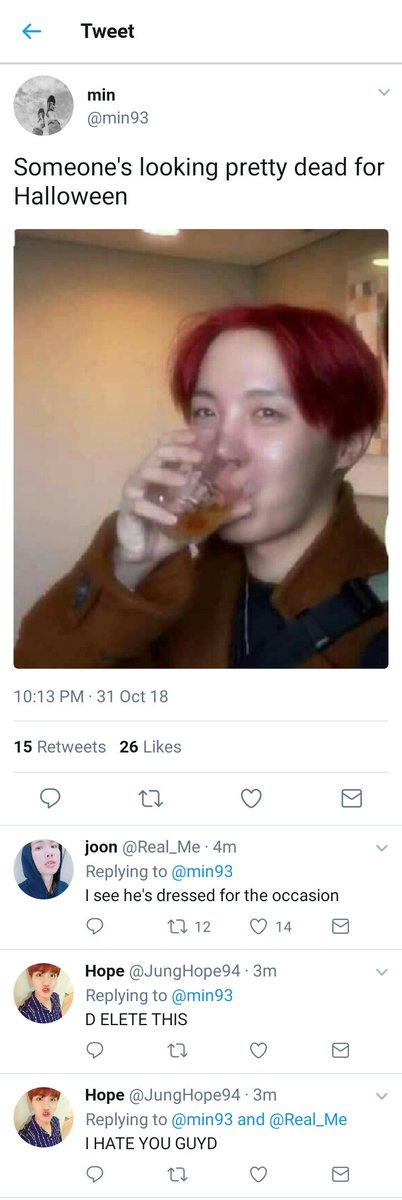 Tweet
min
@min93
Someone's looking pretty dead for
Halloween
10:13 PM · 31 Oct 18
15 Retweets 26 Likes
joon @Real_Me · 4m
Replying to @min93
I see he's dressed for the occasion
12 14
Hope @JungHope94 · 3m
Replying to @min93
D ELETE THIS
Hope @JungHope94 · 3m
Replying to @min93 and @Real_Me
I HATE YOU GUYD